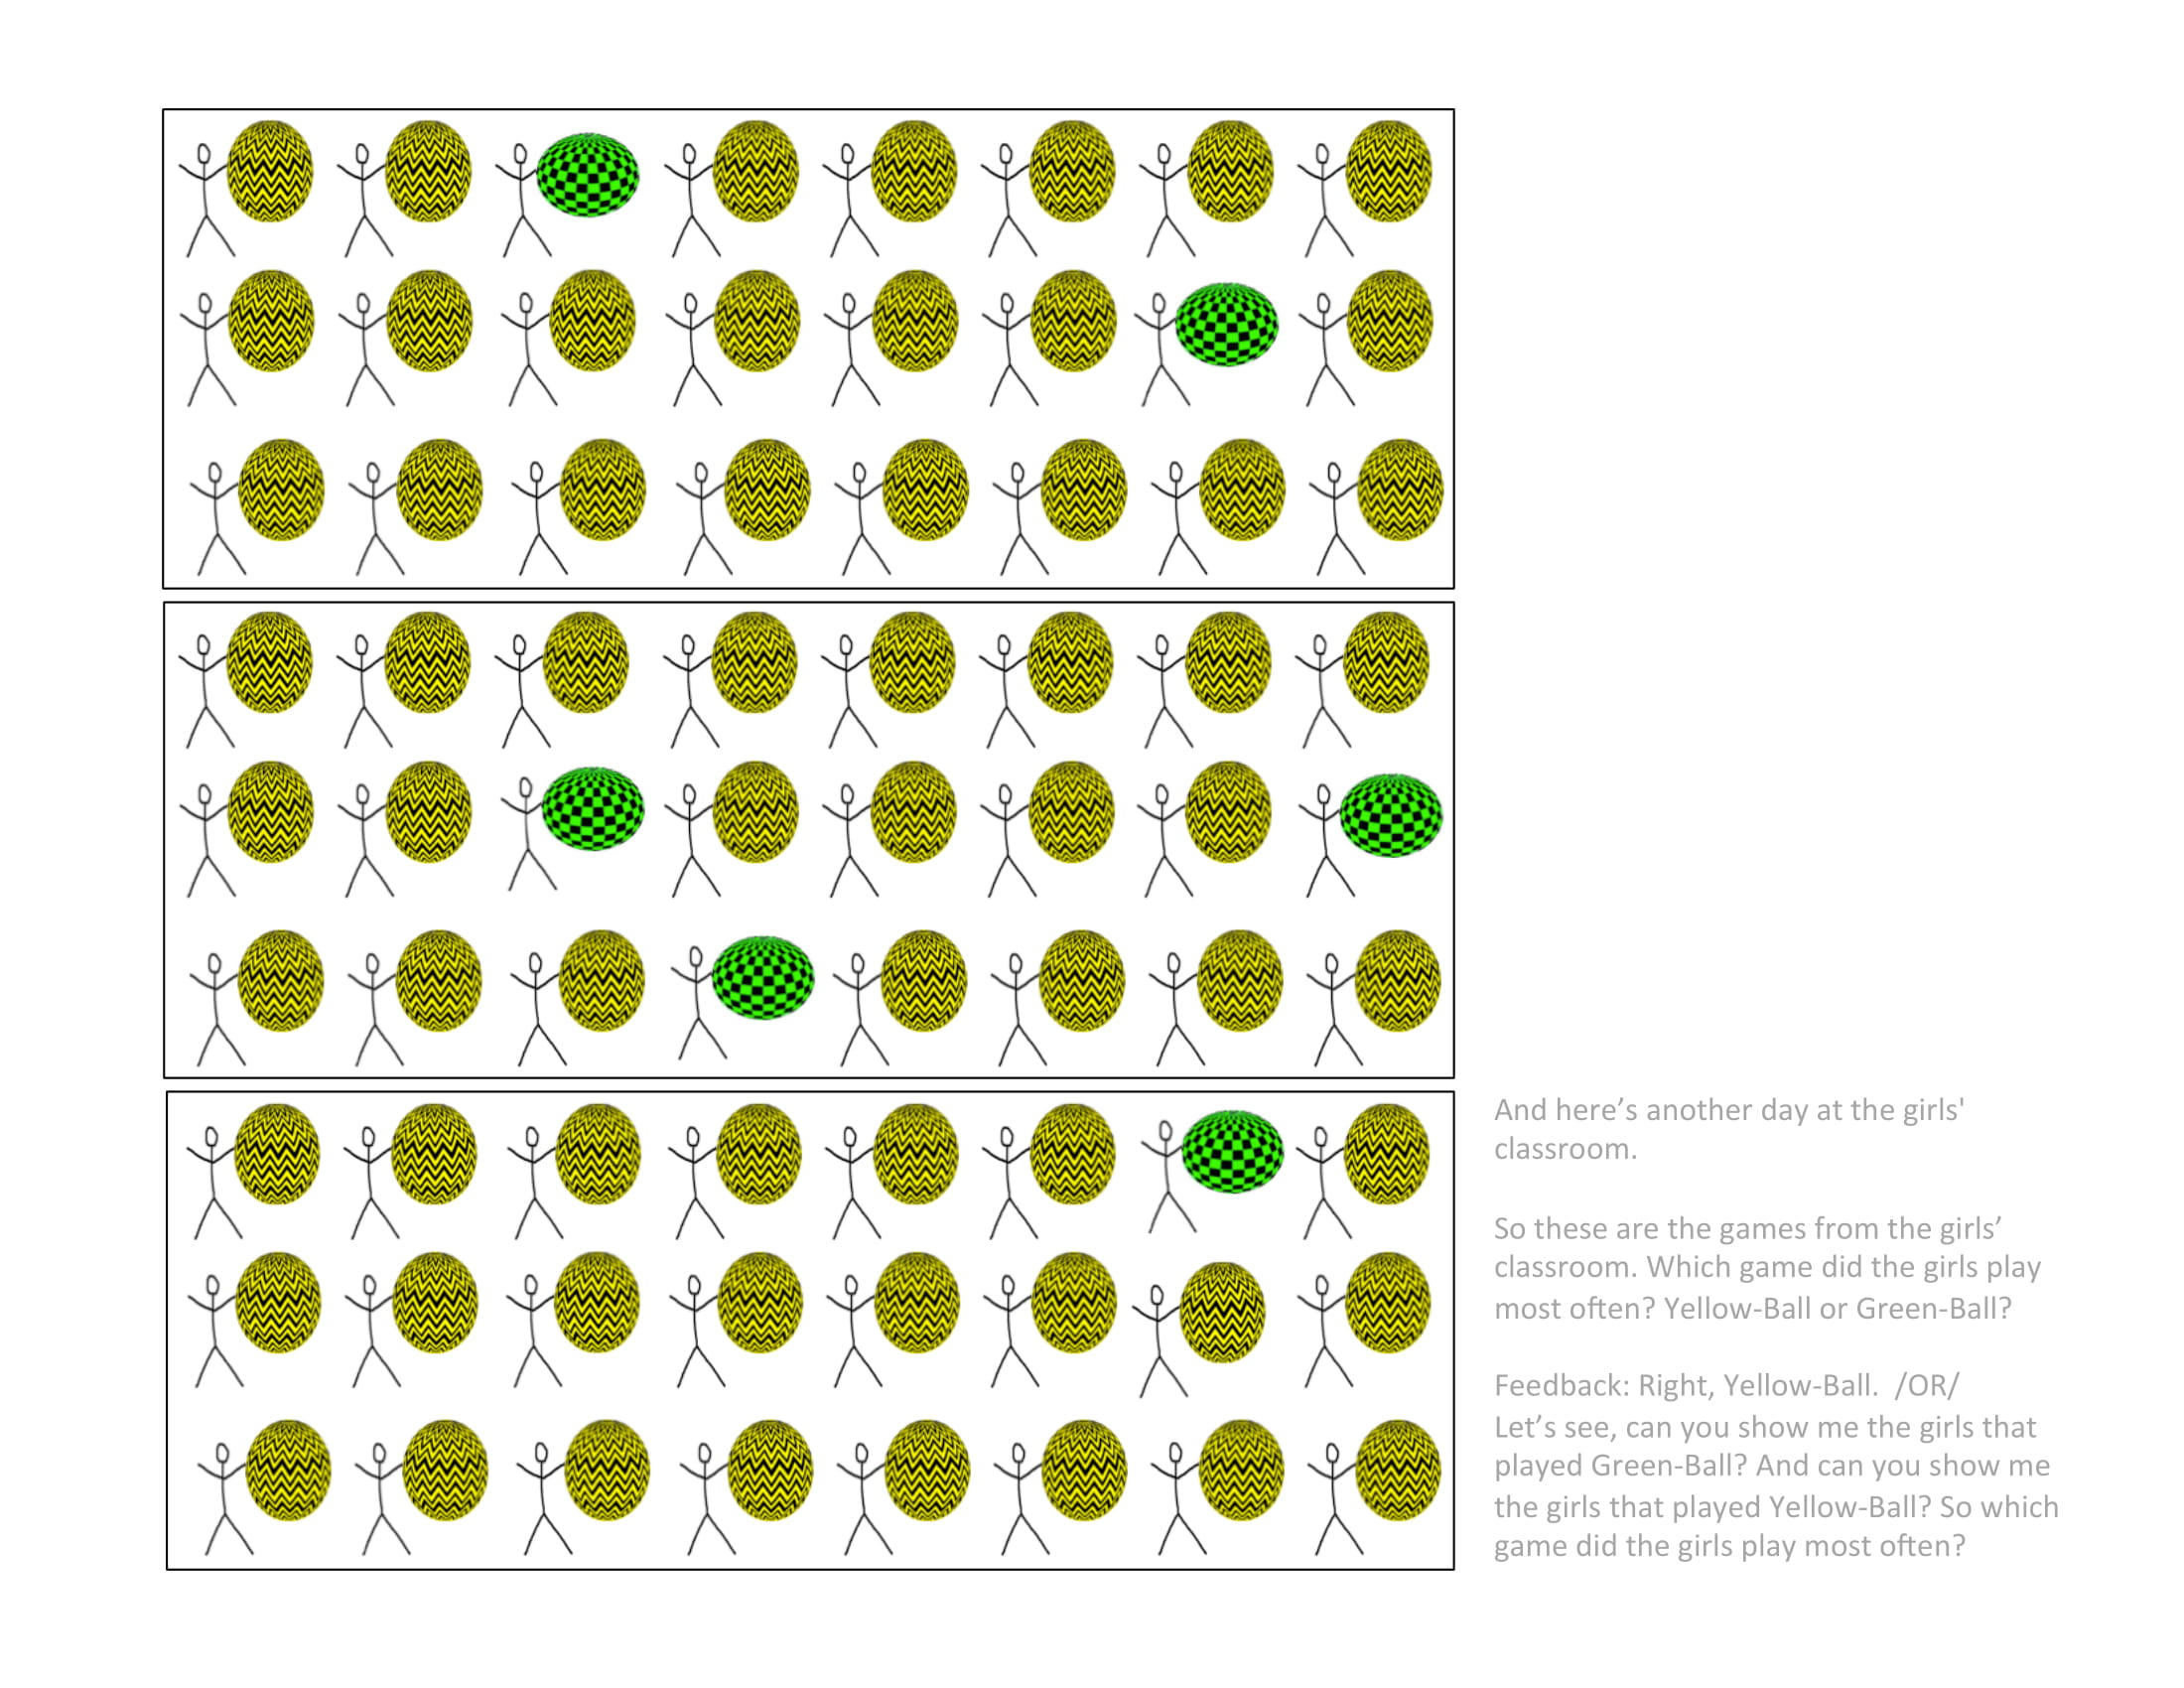 And here’s another day at the girls'
classroom.
So these are the games from the girls’
classroom. Which game did the girls play
most often? Yellow-Ball or Green-Ball?
Feedback: Right, Yellow-Ball.  /OR/
Let’s see, can you show me the girls that
played Green-Ball? And can you show me
the girls that played Yellow-Ball? So which
game did the girls play most often?